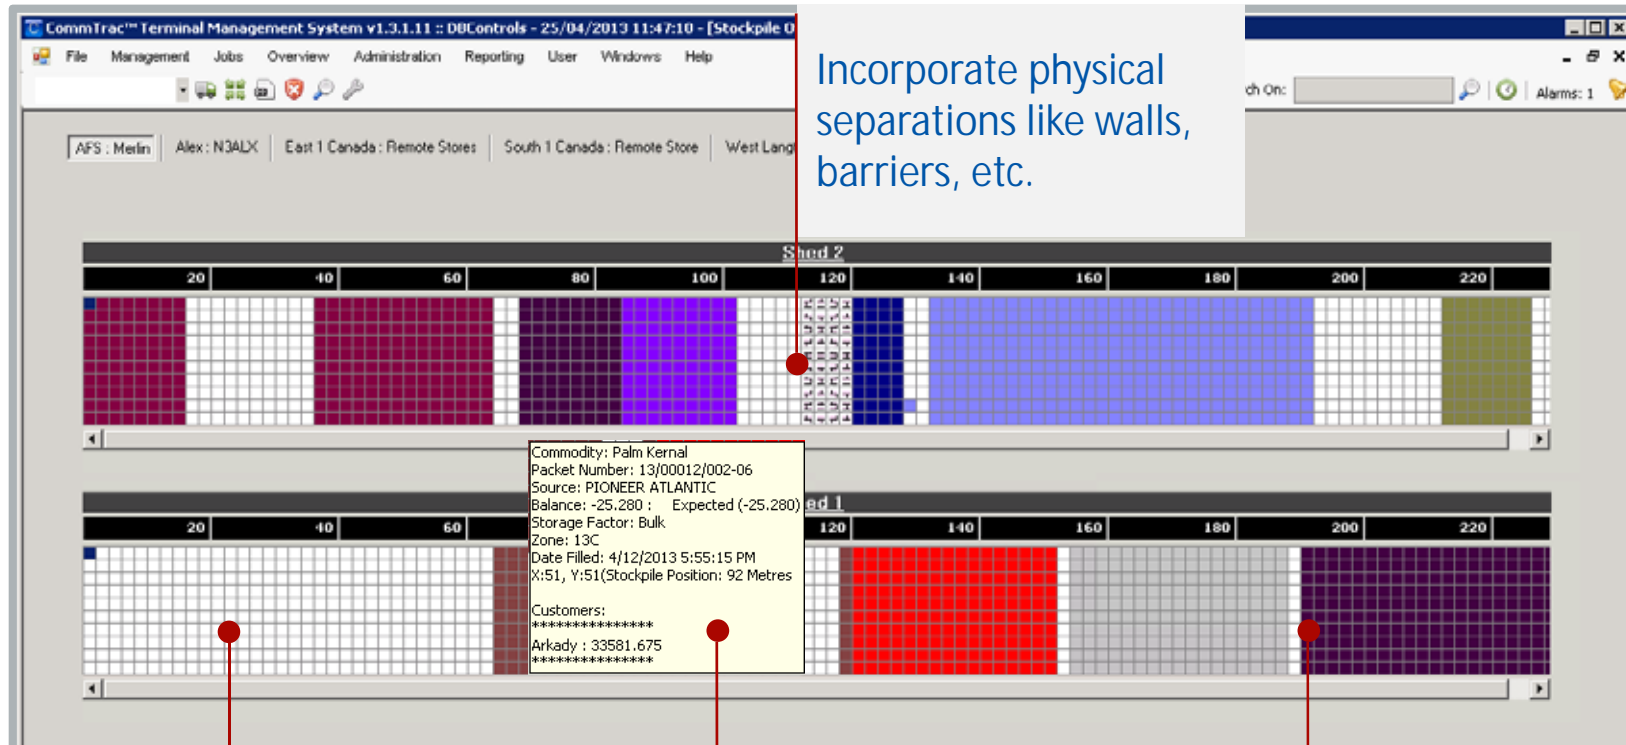 CommTrac™ Terminal Management System v1.3.1.11 :: DBControls - 25/04/2013 11:47:10 - [Stockpile O
File Management Jobs Overview Administration Reporting User Windows Help
Incorporate physical
separations like walls,
barriers, etc.
ch On:
Alarms: 1
AFS : Merlin Alex : N3ALX East 1 Canada : Remote Stores South 1 Canada : Remote Store West Langt
Shed 2
20 40 60 80 100 120 140 160 180 200 220
Commodity: Palm Kernal
Packet Number: 13/00012/002-06
Source: PIONEER ATLANTIC
Balance: -25.280 : Expected (-25.280)
Storage Factor: Bulk
Zone: 13C
Date Filled: 4/12/2013 5:55:15 PM
X:51, Y:51(Stockpile Position: 92 Metres
Customers:
***************
Arkady : 33581.675
***************
ed 1
20 40 60 120 140 160 180 200 220